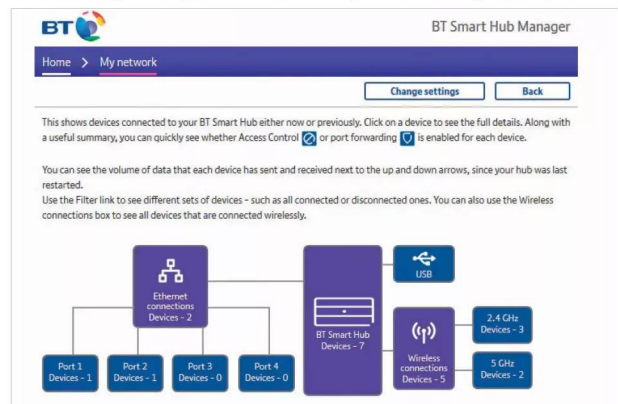 BT
BT Smart Hub Manager
Home > My network
Change settings
Back
This shows devices connected to your BT Smart Hub either now or previously. Click on a device to see the full details. Along with
a useful summary, you can quickly see whether Access Control or port forwarding is enabled for each device.
You can see the volume of data that each device has sent and received next to the up and down arrows, since your hub was last
restarted.
Use the Filter link to see different sets of devices – such as all connected or disconnected ones. You can also use the Wireless
connections box to see all devices that are connected wirelessly.
USB
Ethernet
connections
Devices – 2
BT Smart Hub
Devices – 7
Wireless
connections
Devices – 5
2.4 GHz
Devices – 3
5 GHz
Devices – 2
Port 1
Devices – 1
Port 2
Devices – 1
Port 3
Devices – 0
Port 4
Devices – 0